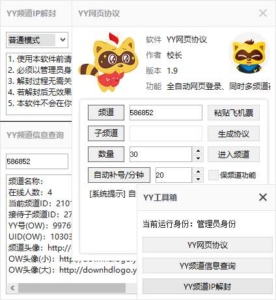 YY频道IP解封
普通模式
1. 使用本软件前请
2. 必须以管理员身
3. 解封过程无需关
4. 若解封后无效果
5. 本软件不会在你
YY频道信息查询
586852
频道名称:
在线人数: 4
当前频道ID: 2101
接待子频道ID: 27
YY号(OW): 9976
UID(OW): 10303
频道头像: http://
OW头像(小): http://
OW头像(大): http://downhdlogo.y
YY网页协议
软件 YY网页协议
作者 校长
版本 1.9
功能 全自动网页登录、同时多频道
频道 586852 粘贴飞机票
子频道 生成协议
数量 30 进入频道
自动补号/分钟 20 保频道功能
[系统提示] 自
YY工具箱
当前运行身份: 管理员身份
YY网页协议
YY频道信息查询
YY频道IP解封